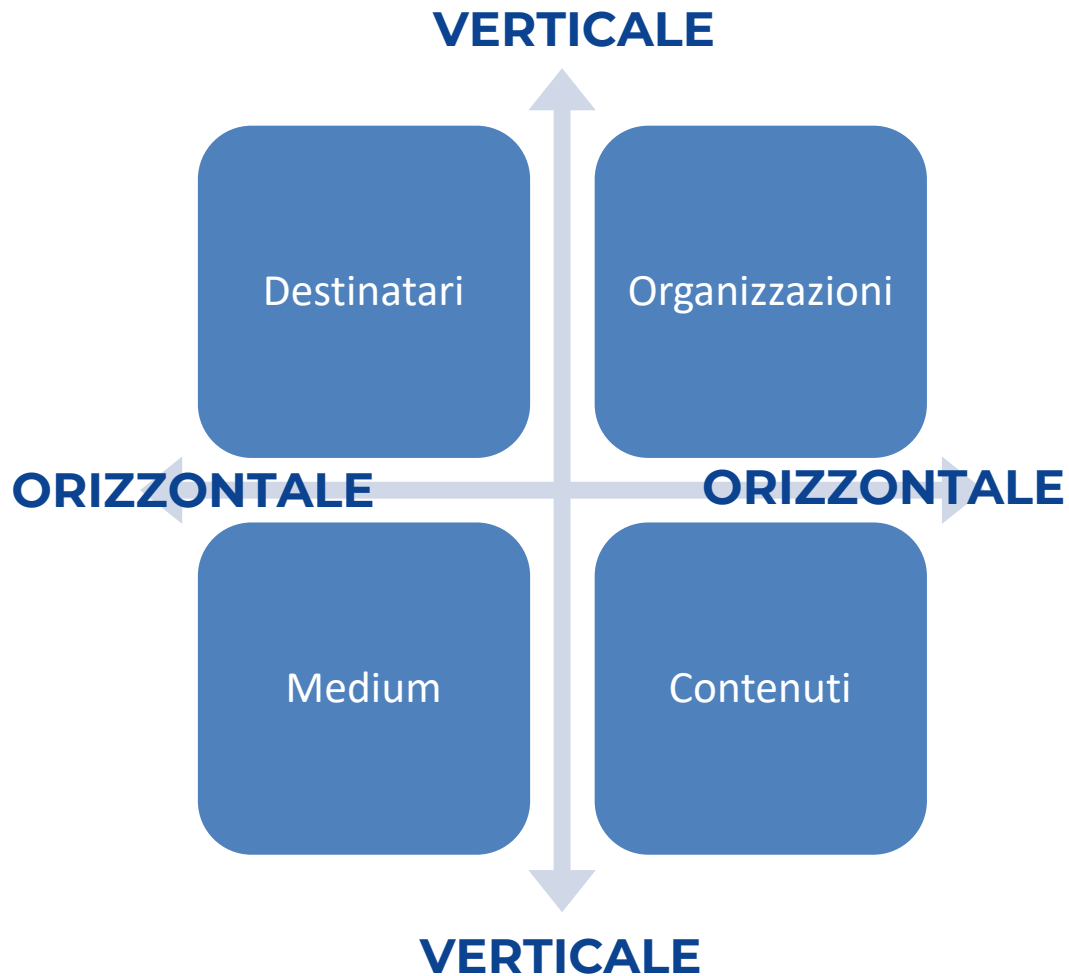 VERTICALE
Destinatari
Organizzazioni
ORIZZONTALE
ORIZZONTALE
Medium
Contenuti
VERTICALE